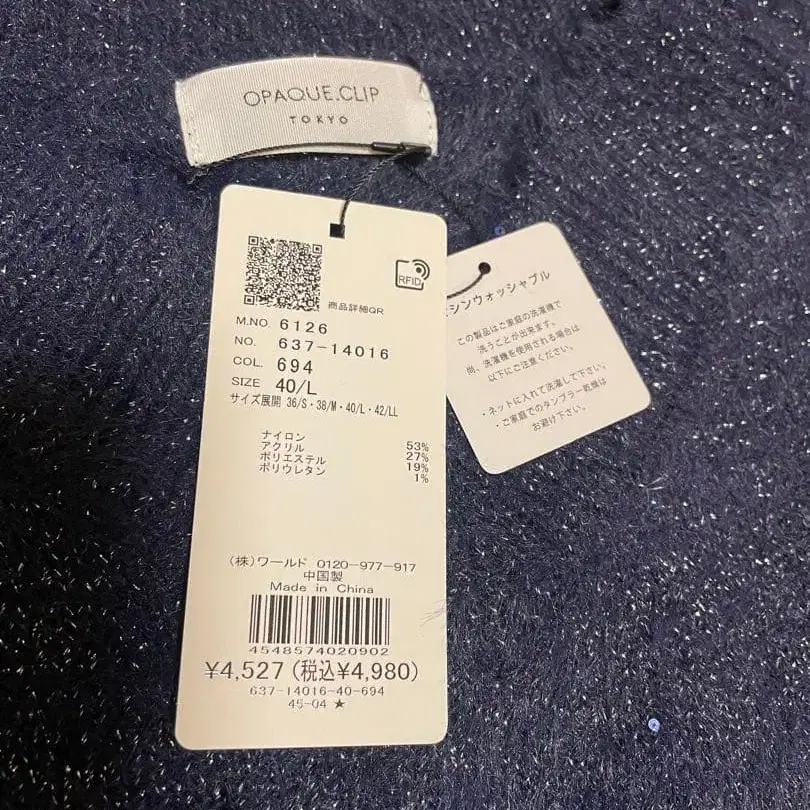 OPAQUE.CLIP
TOKYO
RFID
商品詳細QR
M.NO. 6126
NO. 637-14016
COL. 694
SIZE 40/L
サイズ展開 36/S・38/M・40/L・42/LL
ナイロン 53%
アクリル 27%
ポリエステル 19%
ポリウレタン 1%
(株)ワールド 0120-977-917
中国製
Made in China
4548574020902
¥4,527(税込¥4,980)
637-14016-40-694
45-04 ★
シンウォッシャブル
この製品はご家庭の洗濯機で
洗うことが出来ます。
尚、洗濯機を使用される場合は
以下にご注意ください。
・ネットに入れて洗濯して下さい。
・ご家庭でのタンブラー乾燥は
お避け下さい。